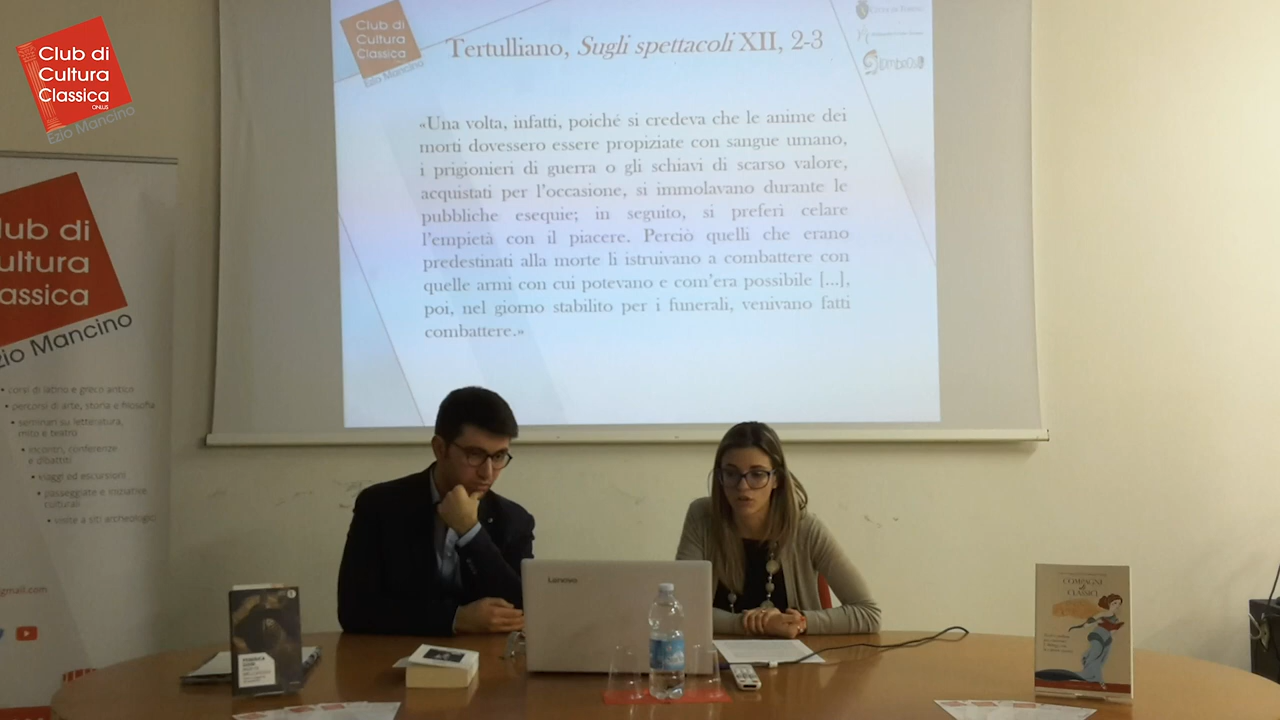 Club di
Cultura
Classica
ONLUS
Ezio Mancino
Club di
Cultura
Classica
Ezio Mancino
Tertulliano, Sugli spettacoli XII, 2-3
«Una volta, infatti, poiché si credeva che le anime dei
morti dovessero essere propiziate con sangue umano,
i prigionieri di guerra o gli schiavi di scarso valore,
acquistati per l'occasione, si immolavano durante le
pubbliche esequie; in seguito, si preferì celare
l'empietà con il piacere. Perciò quelli che erano
predestinati alla morte li istruivano a combattere con
quelle armi con cui potevano e com'era possibile [...],
poi, nel giorno stabilito per i funerali, venivano fatti
combattere.»
lub di
ultura
assica
zio Mancino
• corsi di latino e greco antico
• percorsi di arte, storia e filosofia
• seminari su letteratura,
mito e teatro
• incontri, conferenze
e dibattiti
• viaggi ed escursioni
• passeggiate e iniziative
culturali
• visite a siti archeologici
gmail.com
Lenovo
COMPAGNI
DI
CLASSICI